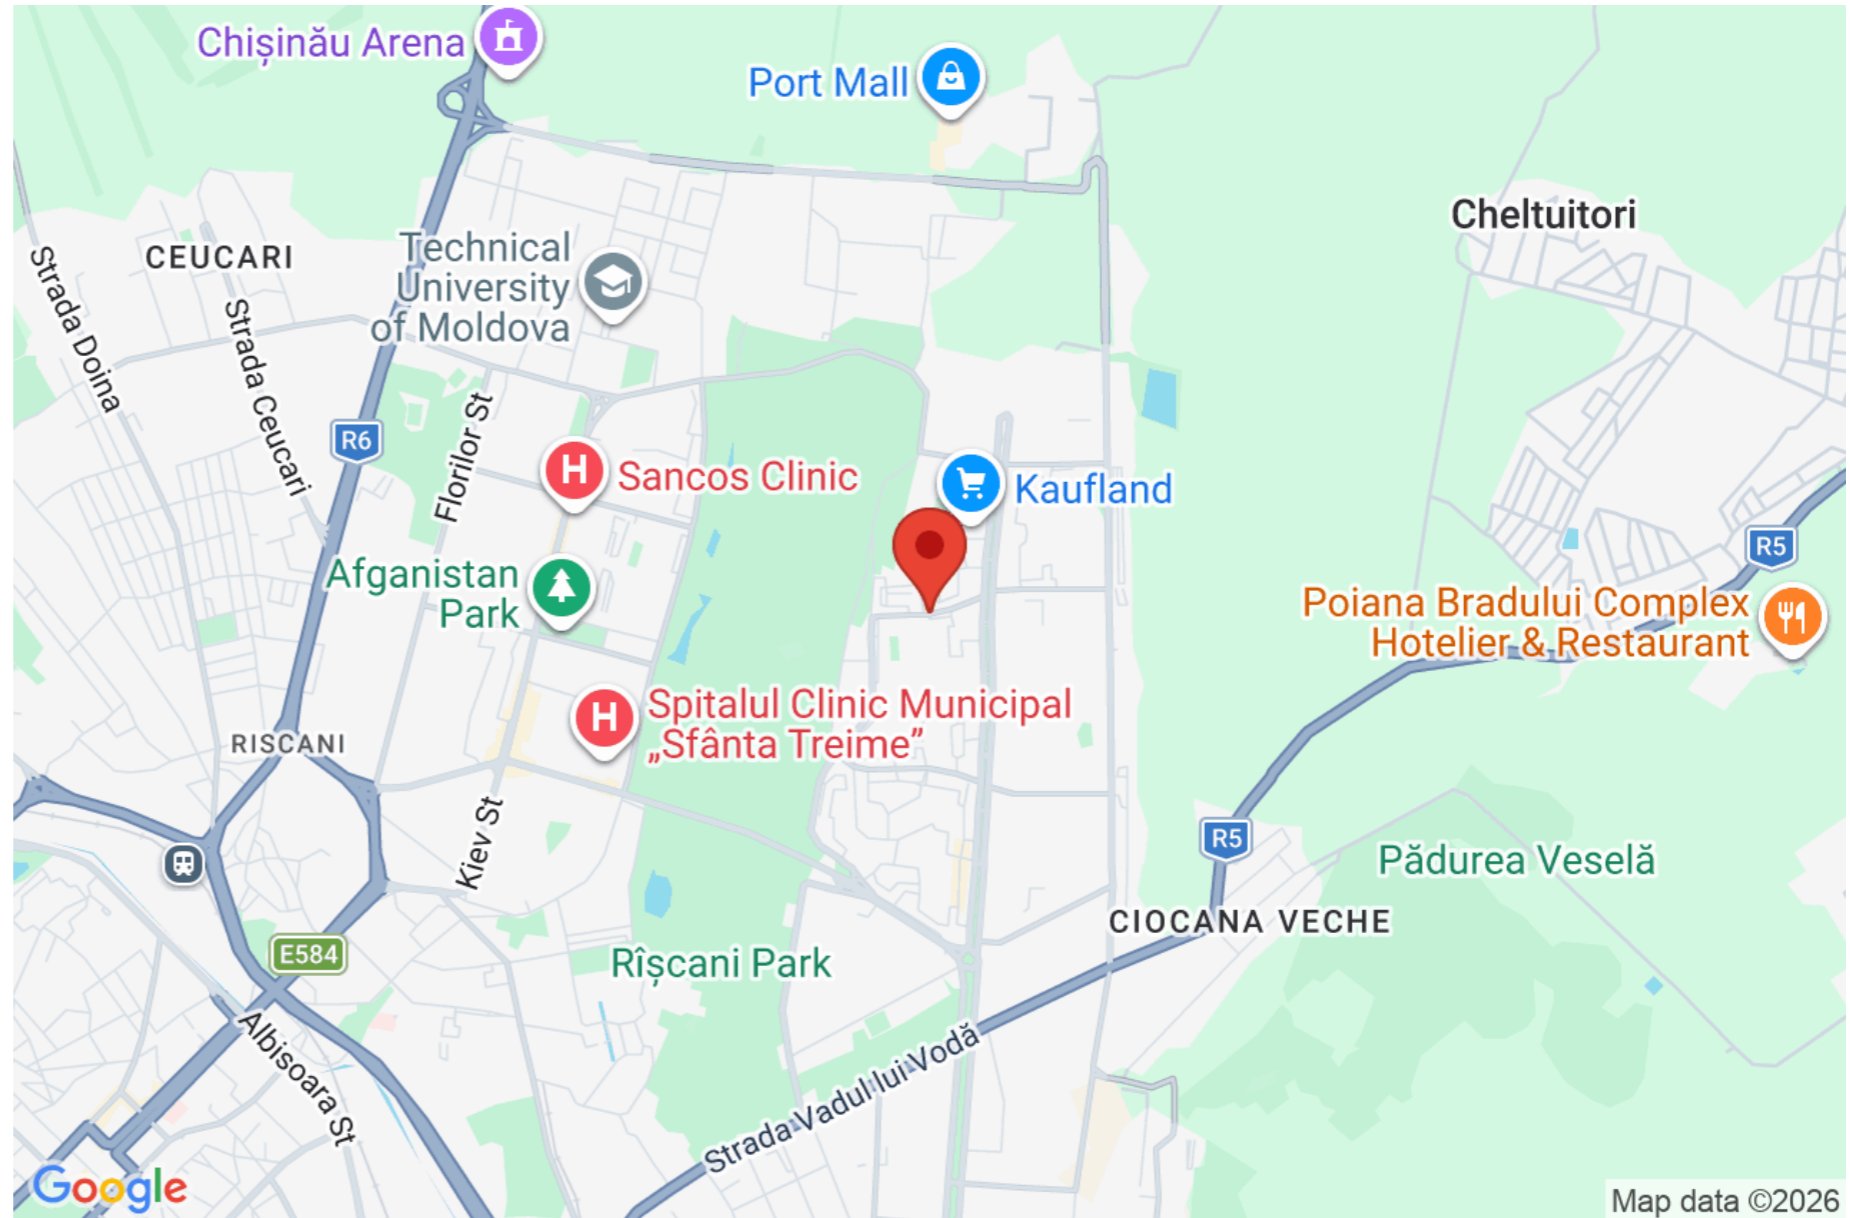 Chișinău Arena
Port Mall
Cheltuitori
CEUCARI
Technical
University
of Moldova
Strada Doina
Strada Ceucari
Florilor St
R6
Sancos Clinic
Kaufland
R5
Afganistan
Park
Poiana Bradului Complex
Hotelier & Restaurant
Spitalul Clinic Municipal
„Sfânta Treime”
RISCANI
Kiev St
R5
Pădurea Veselă
CIOCANA VECHE
E584
Rîșcani Park
Albisoara St
Strada Vadul lui Vodă
Google
Map data ©2026
H
H